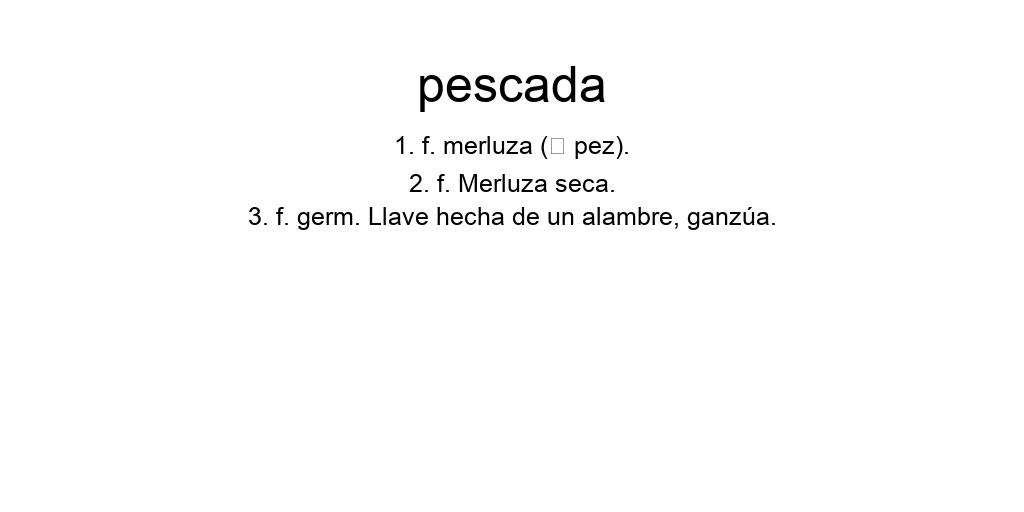 pescada
1. f. merluza (□ pez).
2. f. Merluza seca.
3. f. germ. Llave hecha de un alambre, ganzúa.